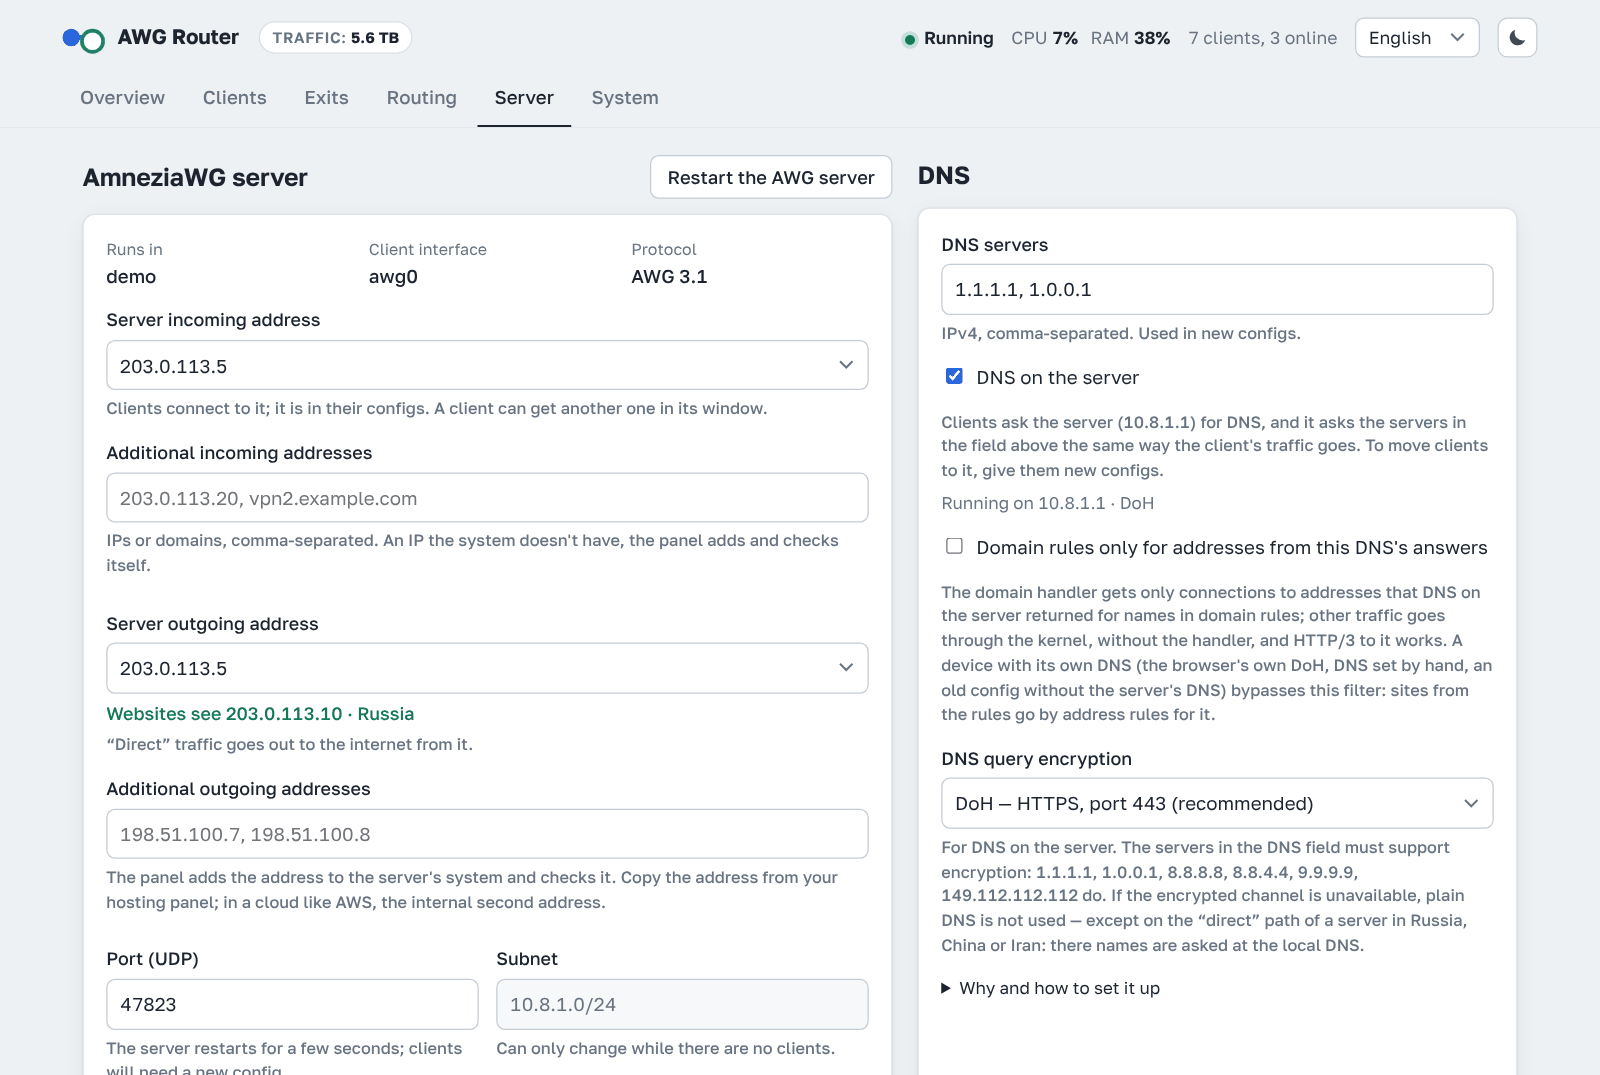 AWG Router
TRAFFIC: 5.6 TB
Running
CPU 7%
RAM 38%
7 clients, 3 online
English
Overview
Clients
Exits
Routing
Server
System
AmneziaWG server
Restart the AWG server
Runs in
demo
Client interface
awg0
Protocol
AWG 3.1
Server incoming address
203.0.113.5
Clients connect to it; it is in their configs. A client can get another one in its window.
Additional incoming addresses
203.0.113.20, vpn2.example.com
IPs or domains, comma-separated. An IP the system doesn't have, the panel adds and checks
itself.
Server outgoing address
203.0.113.5
Websites see 203.0.113.10 · Russia
“Direct” traffic goes out to the internet from it.
Additional outgoing addresses
198.51.100.7, 198.51.100.8
The panel adds the address to the server's system and checks it. Copy the address from your
hosting panel; in a cloud like AWS, the internal second address.
Port (UDP)
47823
The server restarts for a few seconds; clients
will need a new config.
Subnet
10.8.1.0/24
Can only change while there are no clients.
DNS
DNS servers
1.1.1.1, 1.0.0.1
IPv4, comma-separated. Used in new configs.
DNS on the server
Clients ask the server (10.8.1.1) for DNS, and it asks the servers in
the field above the same way the client's traffic goes. To move clients
to it, give them new configs.
Running on 10.8.1.1 · DoH
Domain rules only for addresses from this DNS's answers
The domain handler gets only connections to addresses that DNS on
the server returned for names in domain rules; other traffic goes
through the kernel, without the handler, and HTTP/3 to it works. A
device with its own DNS (the browser's own DoH, DNS set by hand, an
old config without the server's DNS) bypasses this filter: sites from
the rules go by address rules for it.
DNS query encryption
DoH — HTTPS, port 443 (recommended)
For DNS on the server. The servers in the DNS field must support
encryption: 1.1.1.1, 1.0.0.1, 8.8.8.8, 8.8.4.4, 9.9.9.9,
149.112.112.112 do. If the encrypted channel is unavailable, plain
DNS is not used — except on the “direct” path of a server in Russia,
China or Iran: there names are asked at the local DNS.
Why and how to set it up